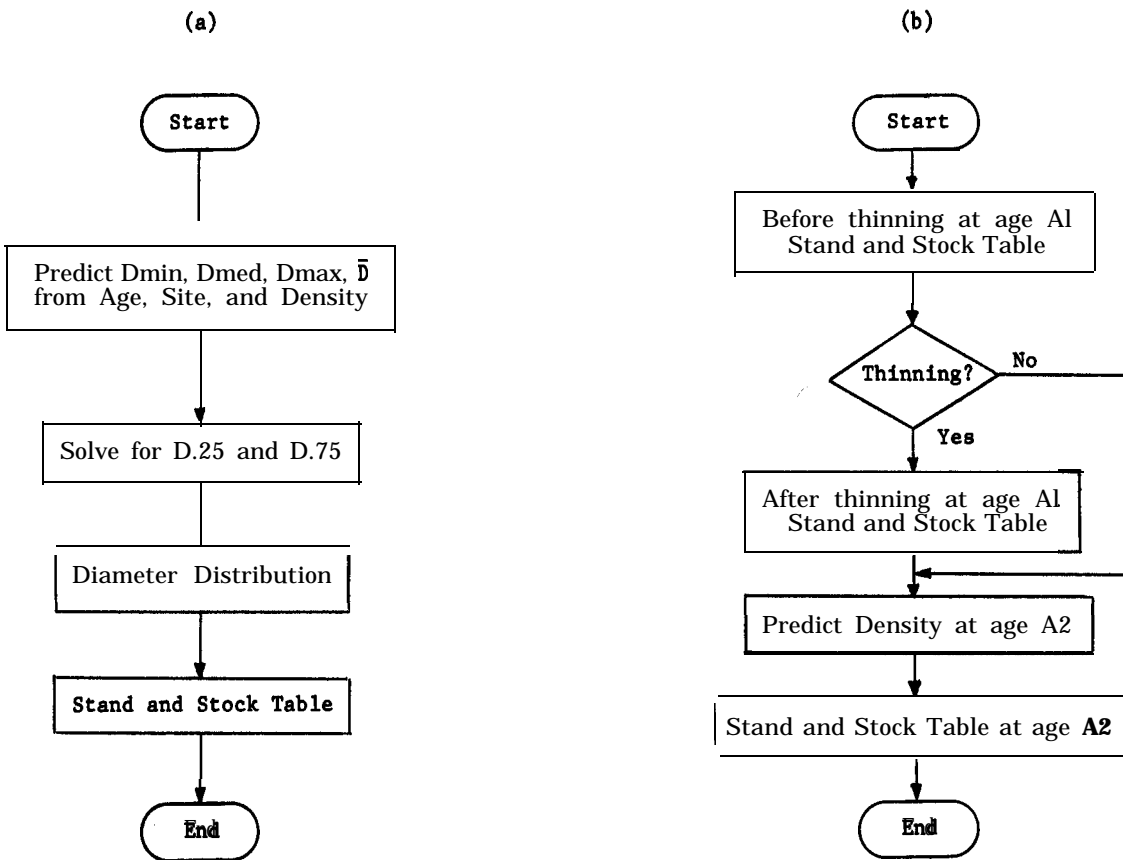 (a)
Start
Predict Dmin, Dmed, Dmax, D̄
from Age, Site, and Density
Solve for D.25 and D.75
Diameter Distribution
Stand and Stock Table
End
(b)
Start
Before thinning at age Al
Stand and Stock Table
Thinning?
No
Yes
After thinning at age Al
Stand and Stock Table
Predict Density at age A2
Stand and Stock Table at age A2
End